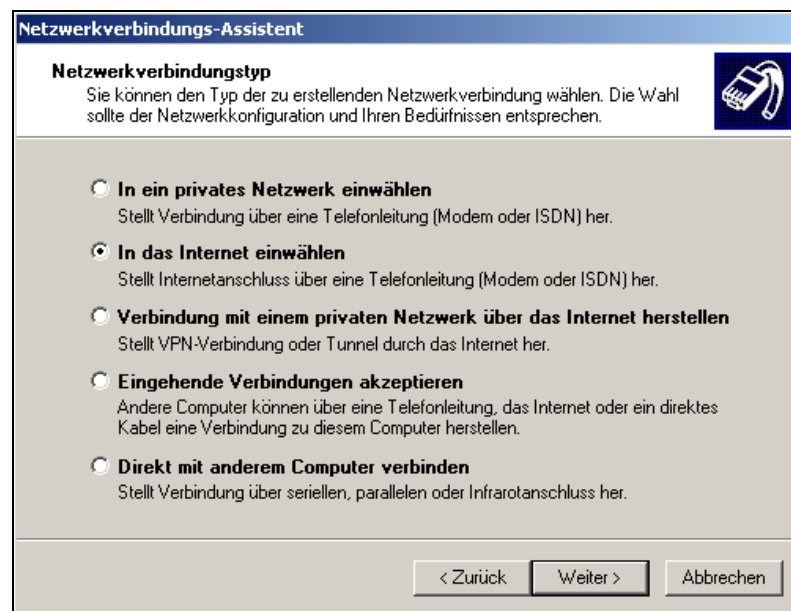 Netzwerkverbindungs-Assistent
Netzwerkverbindungstyp
Sie können den Typ der zu erstellenden Netzwerkverbindung wählen. Die Wahl
sollte der Netzwerkkonfiguration und Ihren Bedürfnissen entsprechen.
In ein privates Netzwerk einwählen
Stellt Verbindung über eine Telefonleitung (Modem oder ISDN) her.
In das Internet einwählen
Stellt Internetanschluss über eine Telefonleitung (Modem oder ISDN) her.
Verbindung mit einem privaten Netzwerk über das Internet herstellen
Stellt VPN-Verbindung oder Tunnel durch das Internet her.
Eingehende Verbindungen akzeptieren
Andere Computer können über eine Telefonleitung, das Internet oder ein direktes
Kabel eine Verbindung zu diesem Computer herstellen.
Direkt mit anderem Computer verbinden
Stellt Verbindung über seriellen, parallelen oder Infrarotanschluss her.
< Zurück Weiter > Abbrechen